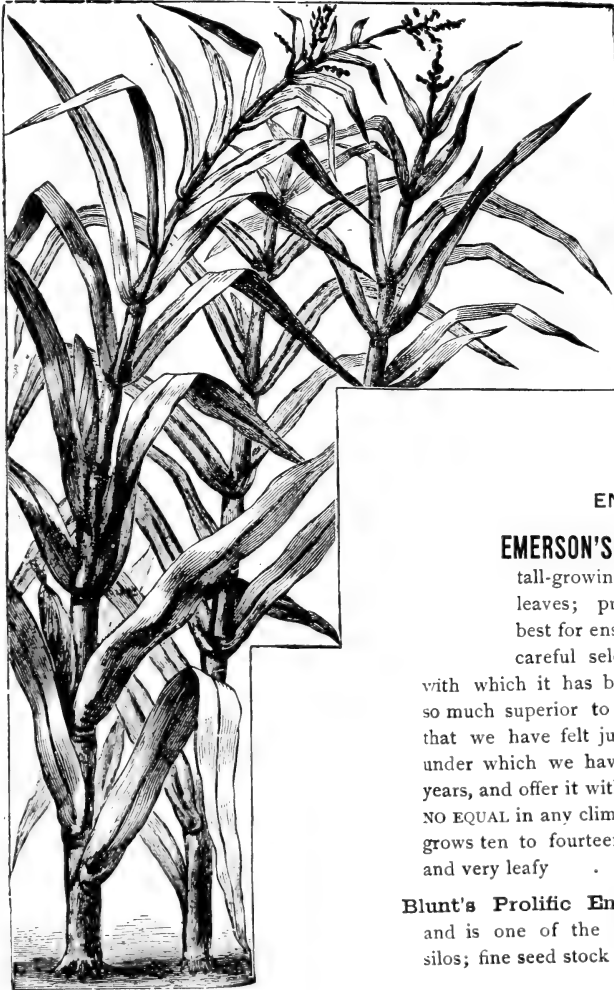 EN
EMERSON'S
tall-growin
leaves; pr
best for ens
careful sele
with which it has b
so much superior to
that we have felt ju
under which we hav
years, and offer it wit
NO EQUAL in any clim
grows ten to fourteen
and very leafy .
Blunt's Prolific En
and is one of the
silos; fine seed stock